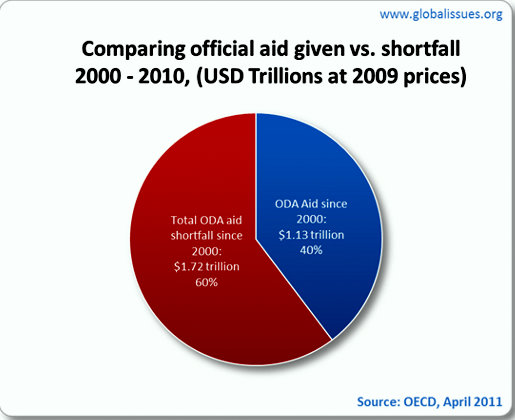 www.globalissues.org
Comparing official aid given vs. shortfall
2000 - 2010, (USD Trillions at 2009 prices)
Total ODA aid
shortfall since
2000:
$1.72 trillion
60%
ODA Aid since
2000:
$1.13 trillion
40%
Source: OECD, April 2011